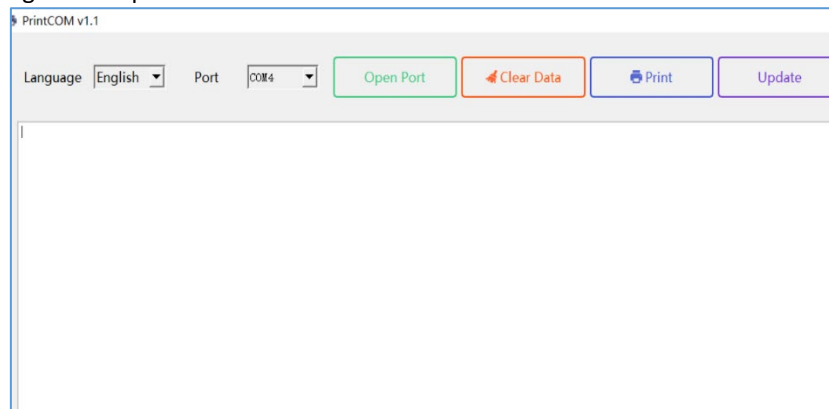 PrintCOM v1.1
Language English Port COM4 Open Port Clear Data Print Update